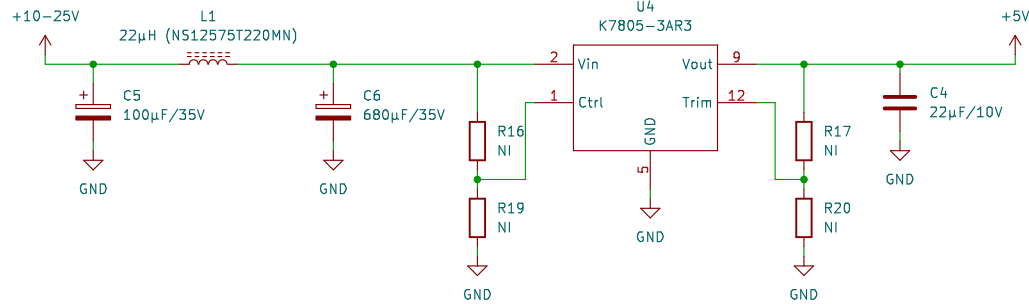 +10-25V
L1
22µH (NS12575T220MN)
U4
K7805-3AR3
+5V
2
Vin
Vout
9
1
Ctrl
Trim
12
GND
5
C5
100µF/35V
C6
680µF/35V
C4
22µF/10V
R16
NI
R17
NI
GND
GND
GND
R19
NI
R20
NI
GND
GND
GND